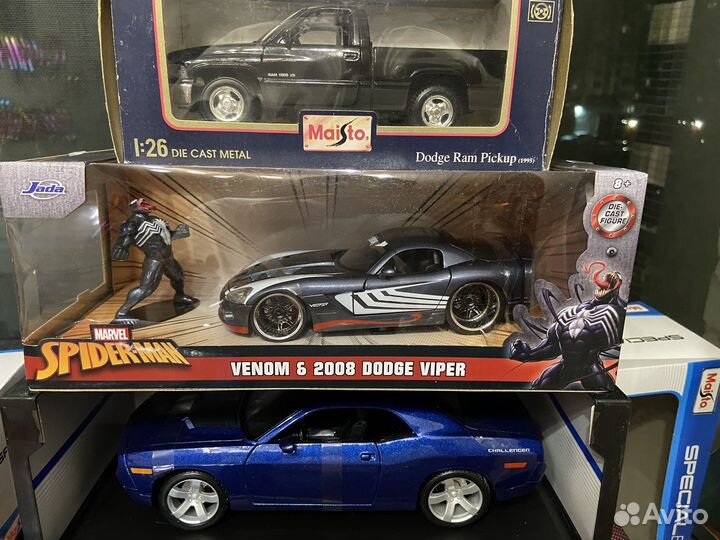 RAM 1500 V8
Maisto
1:26 DIE CAST METAL
Dodge Ram Pickup (1995)
Jada
8+
DIE-
CAST
FIGURE
MARVEL
SPIDER-MAN
VENOM & 2008 DODGE VIPER
Maisto
SPECIAL E
CHALLENGER
Avito